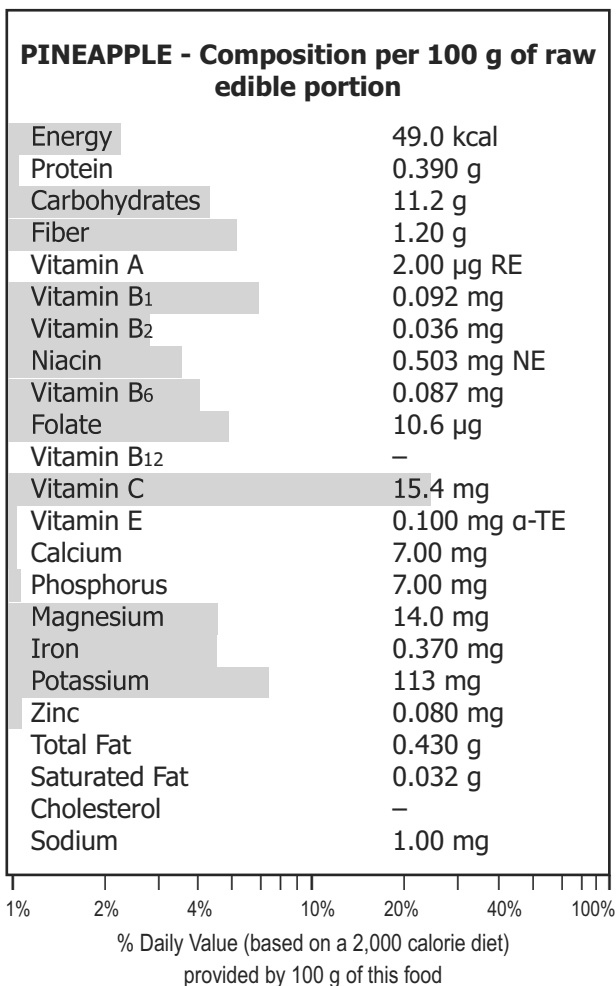 PINEAPPLE - Composition per 100 g of raw
edible portion
Energy 49.0 kcal
Protein 0.390 g
Carbohydrates 11.2 g
Fiber 1.20 g
Vitamin A 2.00 µg RE
Vitamin B1 0.092 mg
Vitamin B2 0.036 mg
Niacin 0.503 mg NE
Vitamin B6 0.087 mg
Folate 10.6 µg
Vitamin B12 –
Vitamin C 15.4 mg
Vitamin E 0.100 mg α-TE
Calcium 7.00 mg
Phosphorus 7.00 mg
Magnesium 14.0 mg
Iron 0.370 mg
Potassium 113 mg
Zinc 0.080 mg
Total Fat 0.430 g
Saturated Fat 0.032 g
Cholesterol –
Sodium 1.00 mg
1% 2% 4% 10% 20% 40% 100%
% Daily Value (based on a 2,000 calorie diet)
provided by 100 g of this food